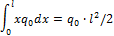 ∫₀ˡ xq₀dx = q₀ · l²/2